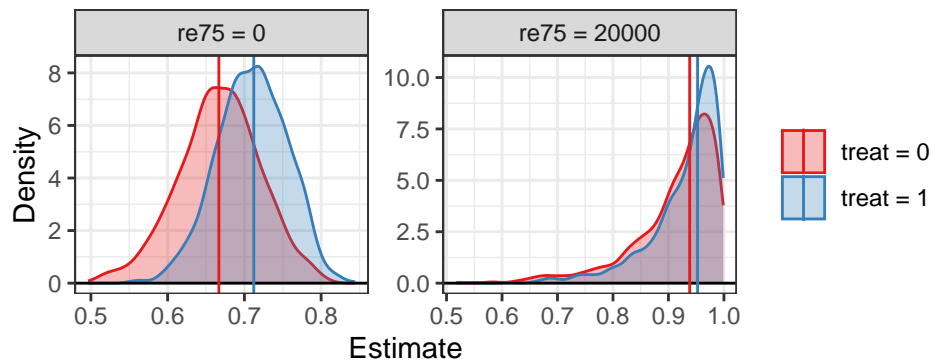 re75 = 0
re75 = 20000
Density
8
6
4
2
0
10.0
7.5
5.0
2.5
0.0
0.5 0.6 0.7 0.8
0.5 0.6 0.7 0.8 0.9 1.0
Estimate
treat = 0
treat = 1